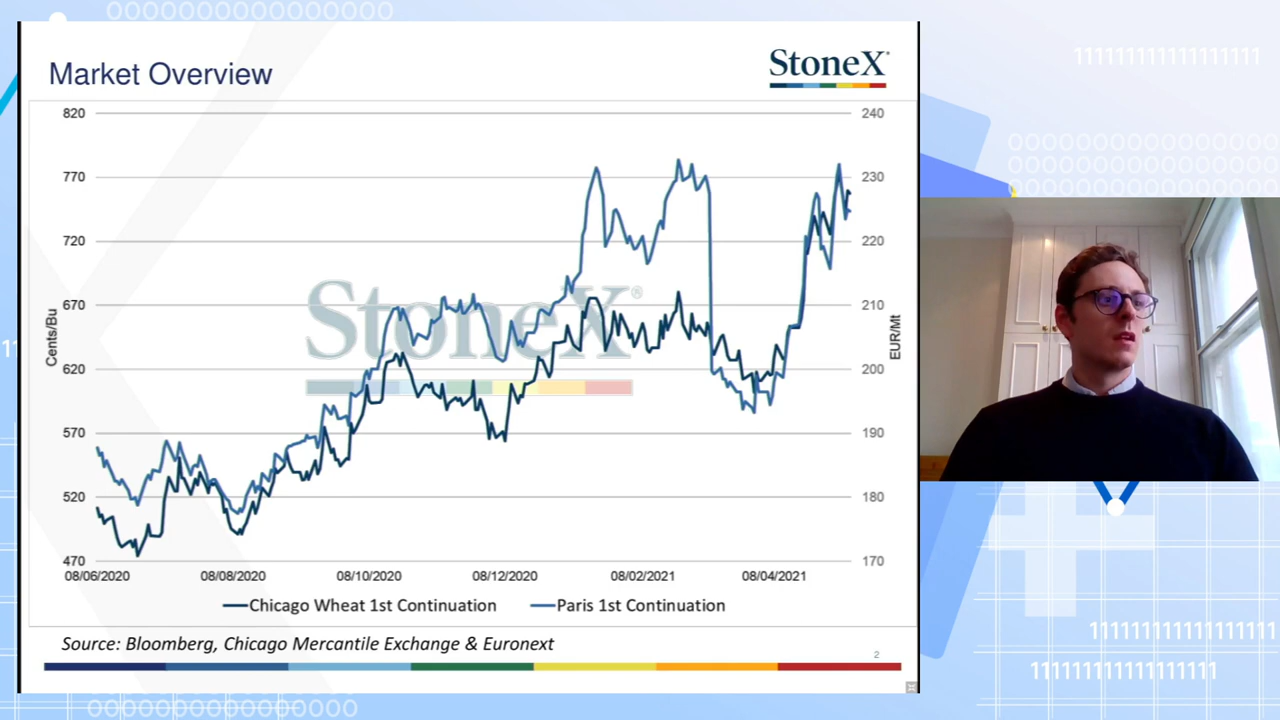 OOOOOOOOOOOOOOOOO
11111111111111111
Market Overview
StoneX®
820
770
720
670
620
570
520
470
Cents/Bu
240
230
220
210
200
190
180
170
EUR/Mt
StoneX®
08/06/2020 08/08/2020 08/10/2020 08/12/2020 08/02/2021 08/04/2021
Chicago Wheat 1st Continuation Paris 1st Continuation
Source: Bloomberg, Chicago Mercantile Exchange & Euronext
2